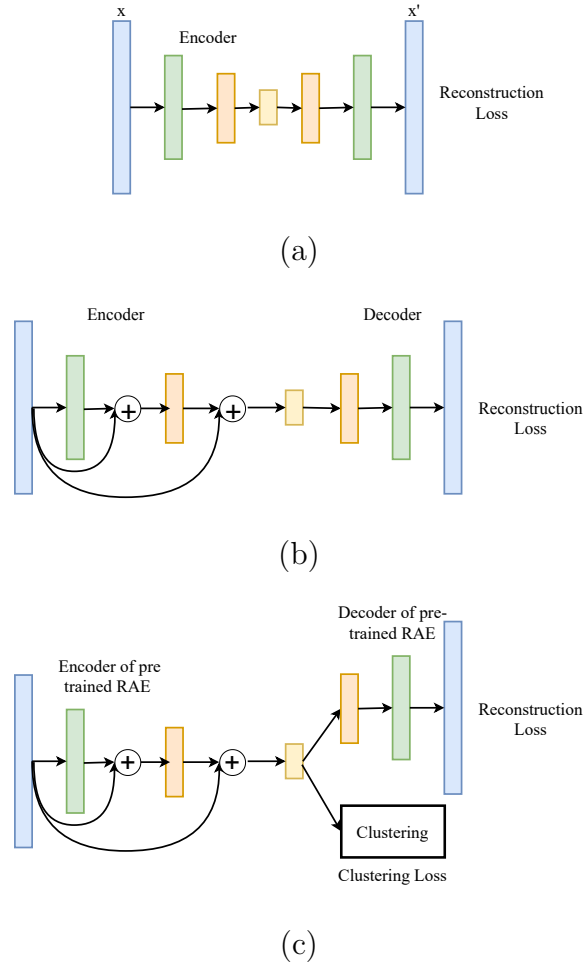 x
x'
Encoder
Reconstruction
Loss
(a)
Encoder
Decoder
+
+
Reconstruction
Loss
(b)
Decoder of pre-
trained RAE
Encoder of pre
trained RAE
+
+
Reconstruction
Loss
Clustering
Clustering Loss
(c)